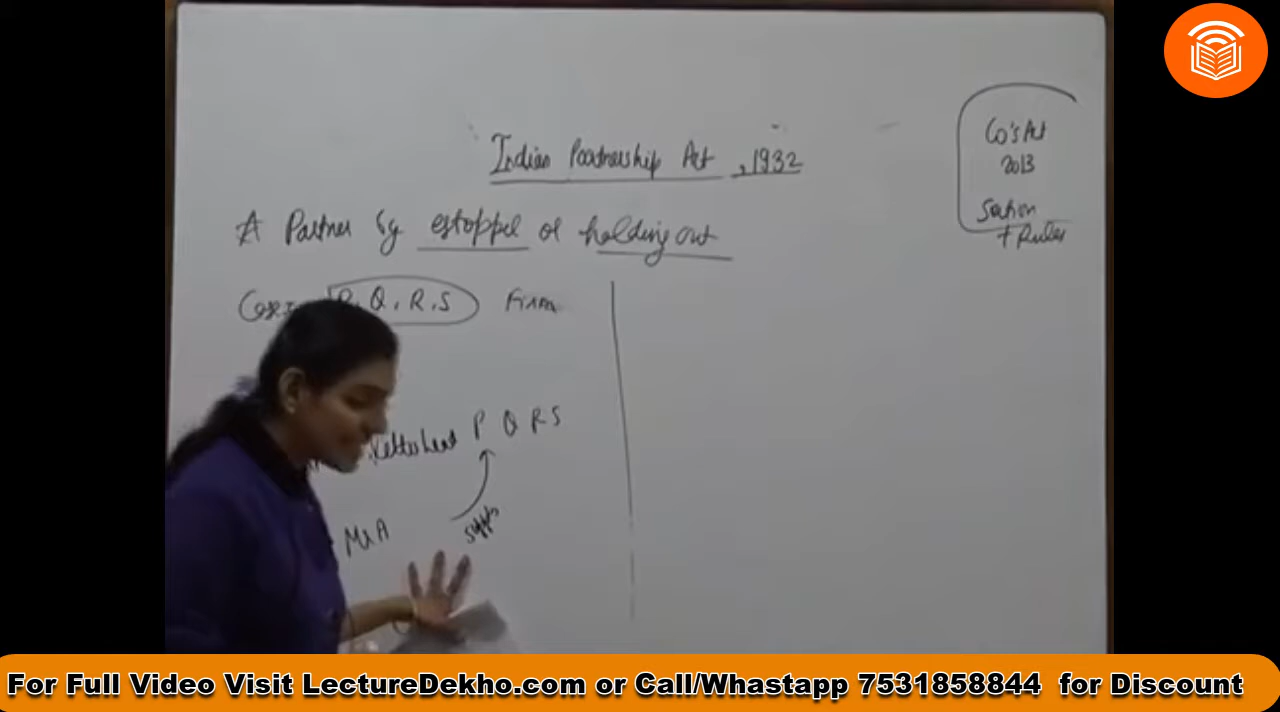 Indian Partnership Act, 1932
Co's Act
2013
Section
+ Rules
A Partner by estoppel or holding out
P, Q, R, S Firm
P Q R S
Mr A
For Full Video Visit LectureDekho.com or Call/Whastapp 7531858844 for Discount